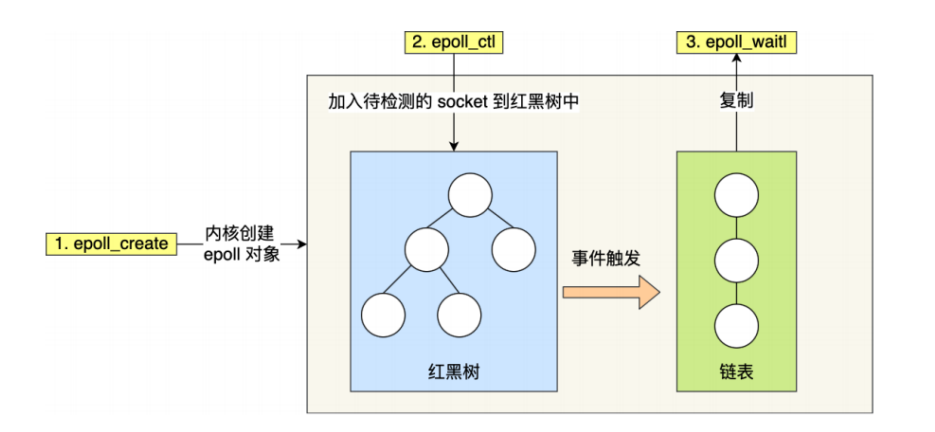 2. epoll_ctl
3. epoll_waitl
加入待检测的 socket 到红黑树中
复制
1. epoll_create
内核创建
epoll 对象
事件触发
红黑树
链表